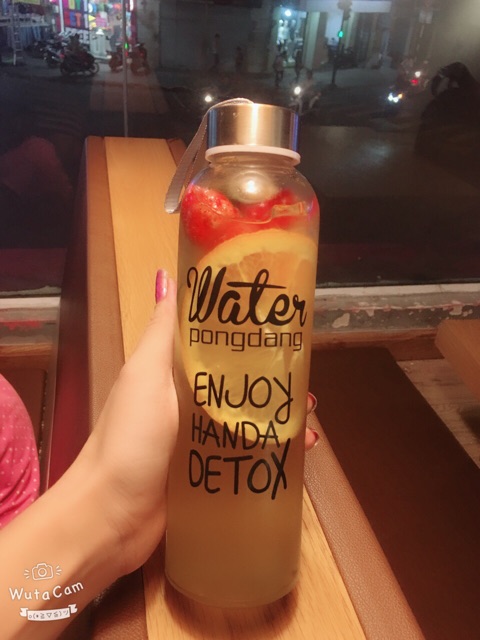 Water
pongdang
ENJOY
HANDA
DETOX
WutaCam